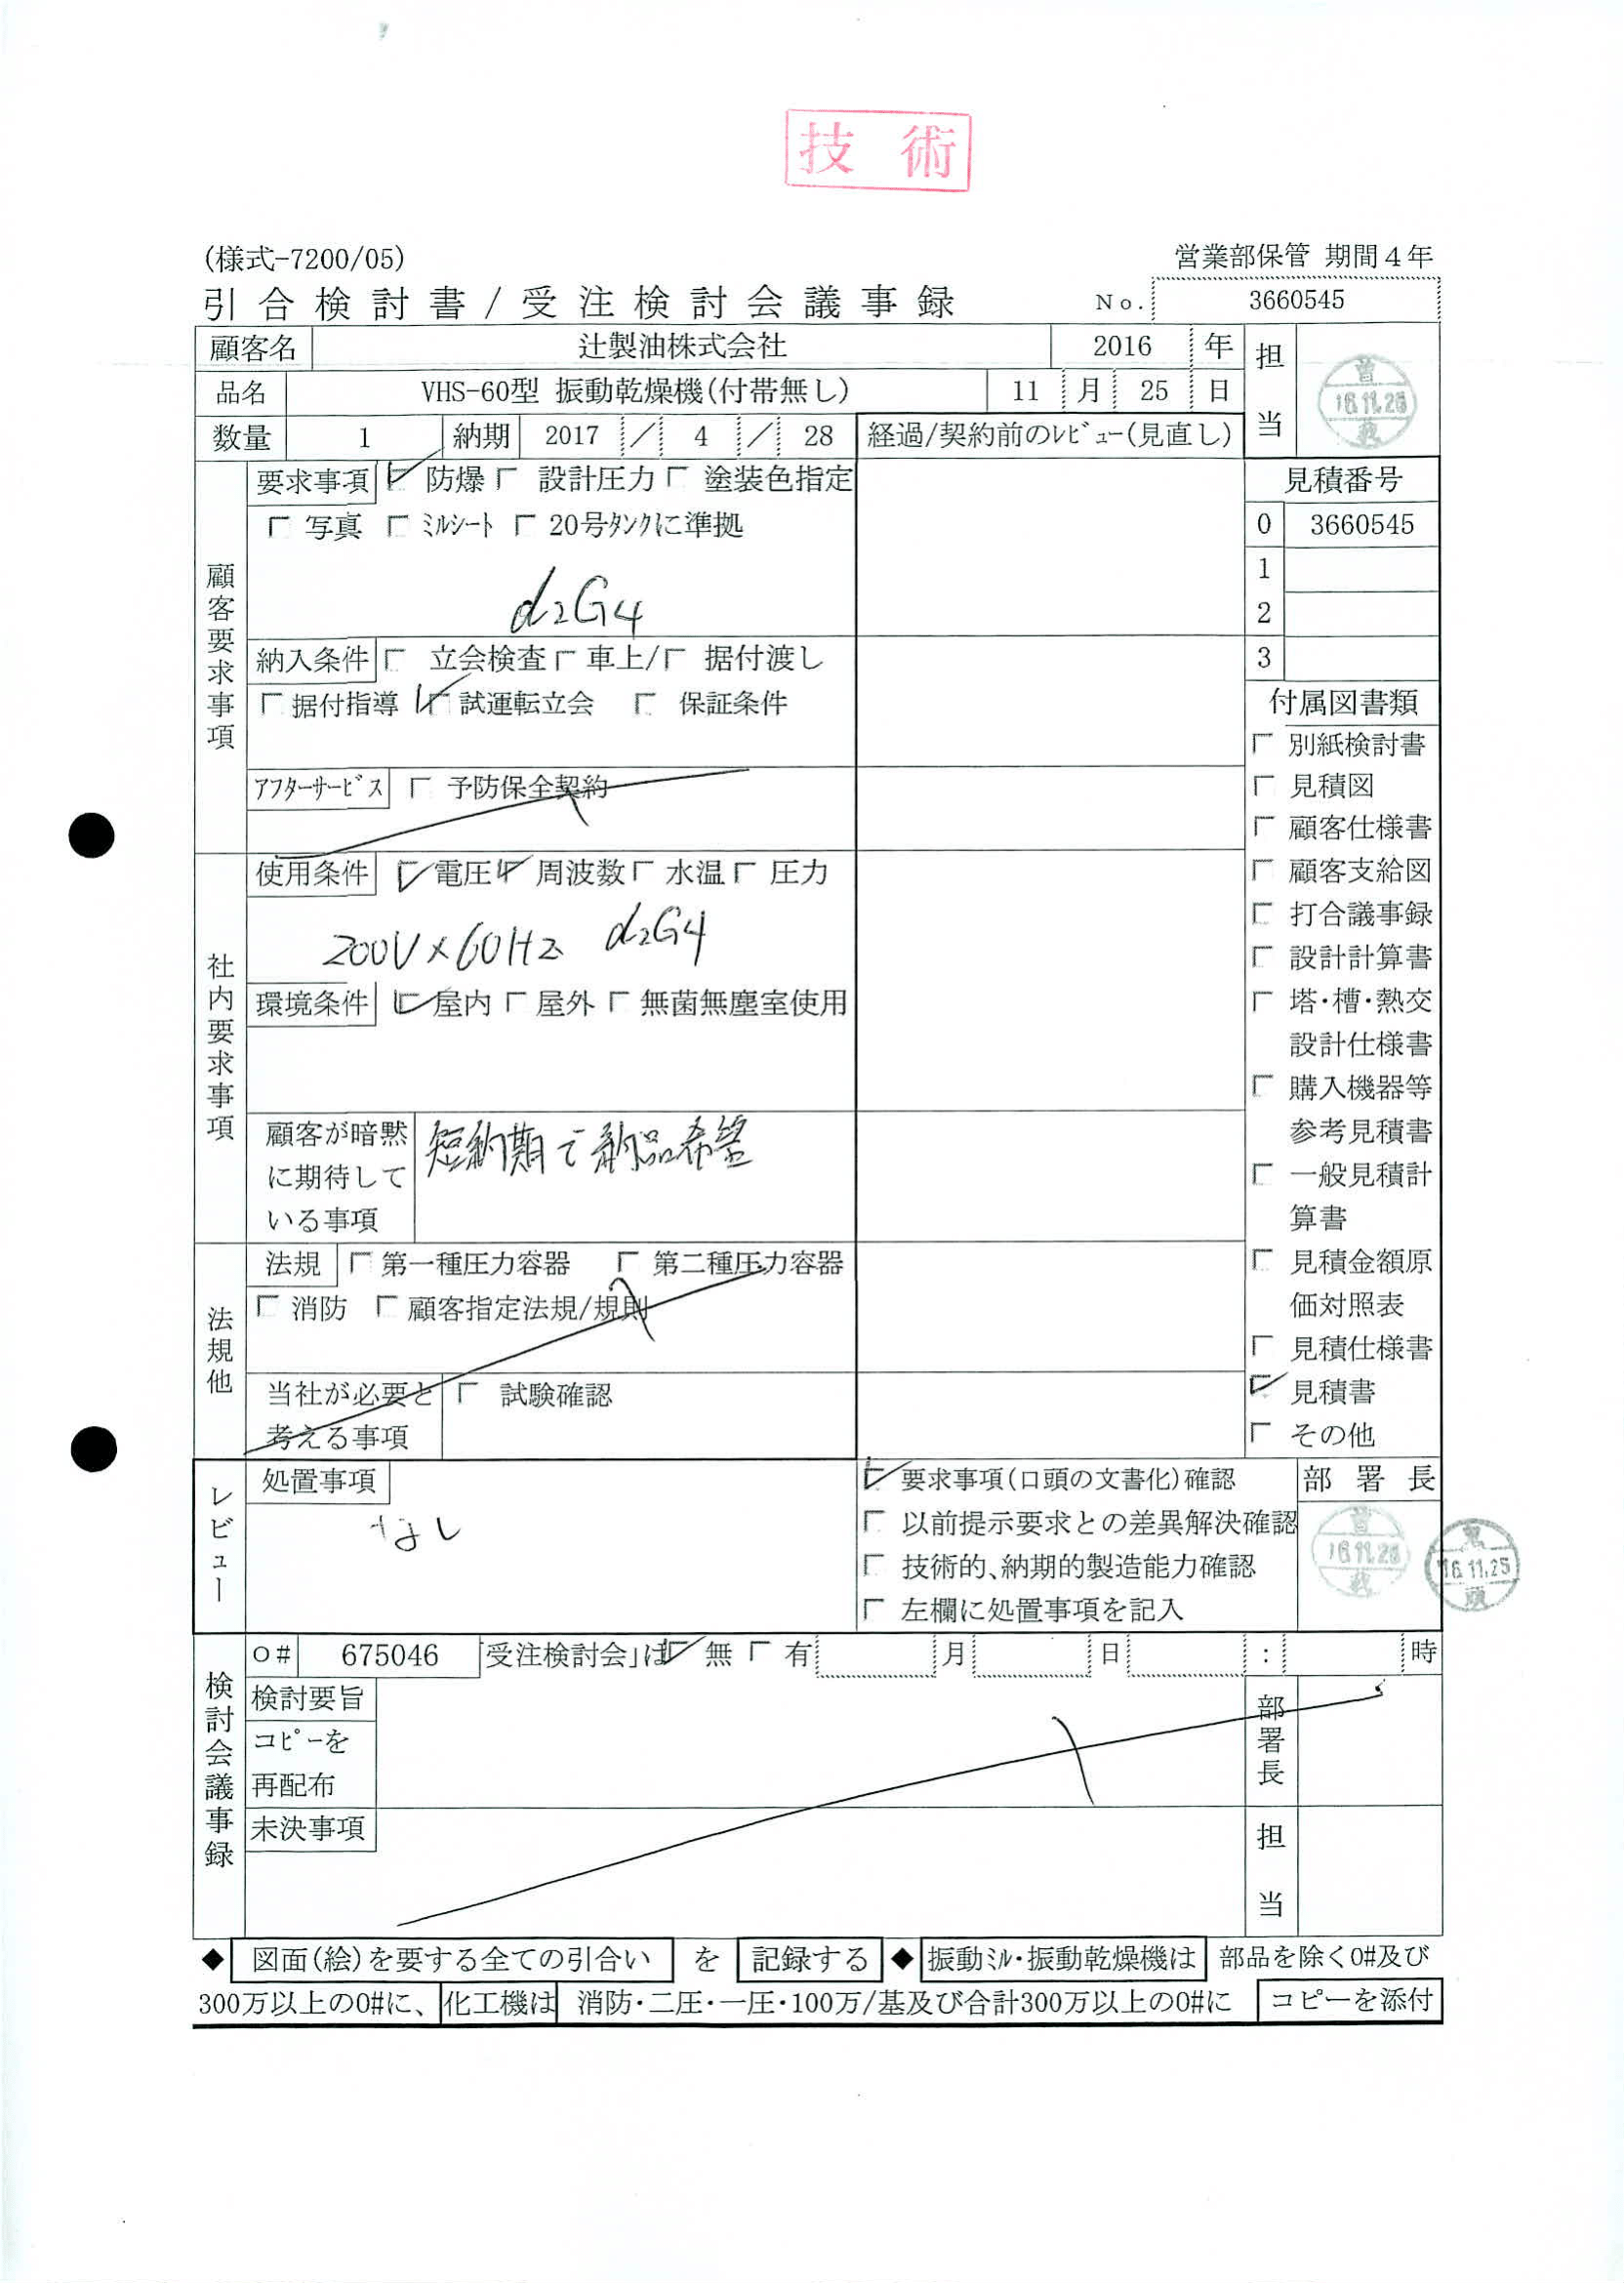 技術
(様式-7200/05)
営業部保管 期間4年
引合検討書/受注検討会議事録
No. 3660545
顧客名 辻製油株式会社 2016 年
担当
曽我 16.11.25
品名 VHS-60型 振動乾燥機(付帯無し) 11 月 25 日
数量 1 納期 2017 / 4 / 28 経過/契約前のレビュー(見直し)
顧客要求事項
要求事項 防爆 設計圧力 塗装色指定
写真 ミルシート 20号タンクに準拠
d2G4
納入条件 立会検査 車上/ 据付渡し
据付指導 試運転立会 保証条件
アフターサービス 予防保全契約
社内要求事項
使用条件 電圧 周波数 水温 圧力
200V×60Hz d2G4
環境条件 屋内 屋外 無菌無塵室使用
顧客が暗黙
に期待して
いる事項
短納期で納品希望
法規他
法規 第一種圧力容器 第二種圧力容器
消防 顧客指定法規/規則
当社が必要と
考える事項
試験確認
見積番号
0 3660545
1
2
3
付属図書類
別紙検討書
見積図
顧客仕様書
顧客支給図
打合議事録
設計計算書
塔・槽・熱交
設計仕様書
購入機器等
参考見積書
一般見積計
算書
見積金額原
価対照表
見積仕様書
見積書
その他
レビュー
処置事項
なし
要求事項(口頭の文書化)確認
以前提示要求との差異解決確認
技術的、納期的製造能力確認
左欄に処置事項を記入
部署長
曽我 16.11.25
16.11.25
検討会議事録
O# 675046 「受注検討会」は 無 有 月 日 : 時
検討要旨
コピーを
再配布
未決事項
部署長
担当
◆ 図面(絵)を要する全ての引合い を 記録する ◆ 振動ミル・振動乾燥機は 部品を除くO#及び
300万以上のO#に、 化工機は 消防・二圧・一圧・100万/基及び合計300万以上のO#に コピーを添付